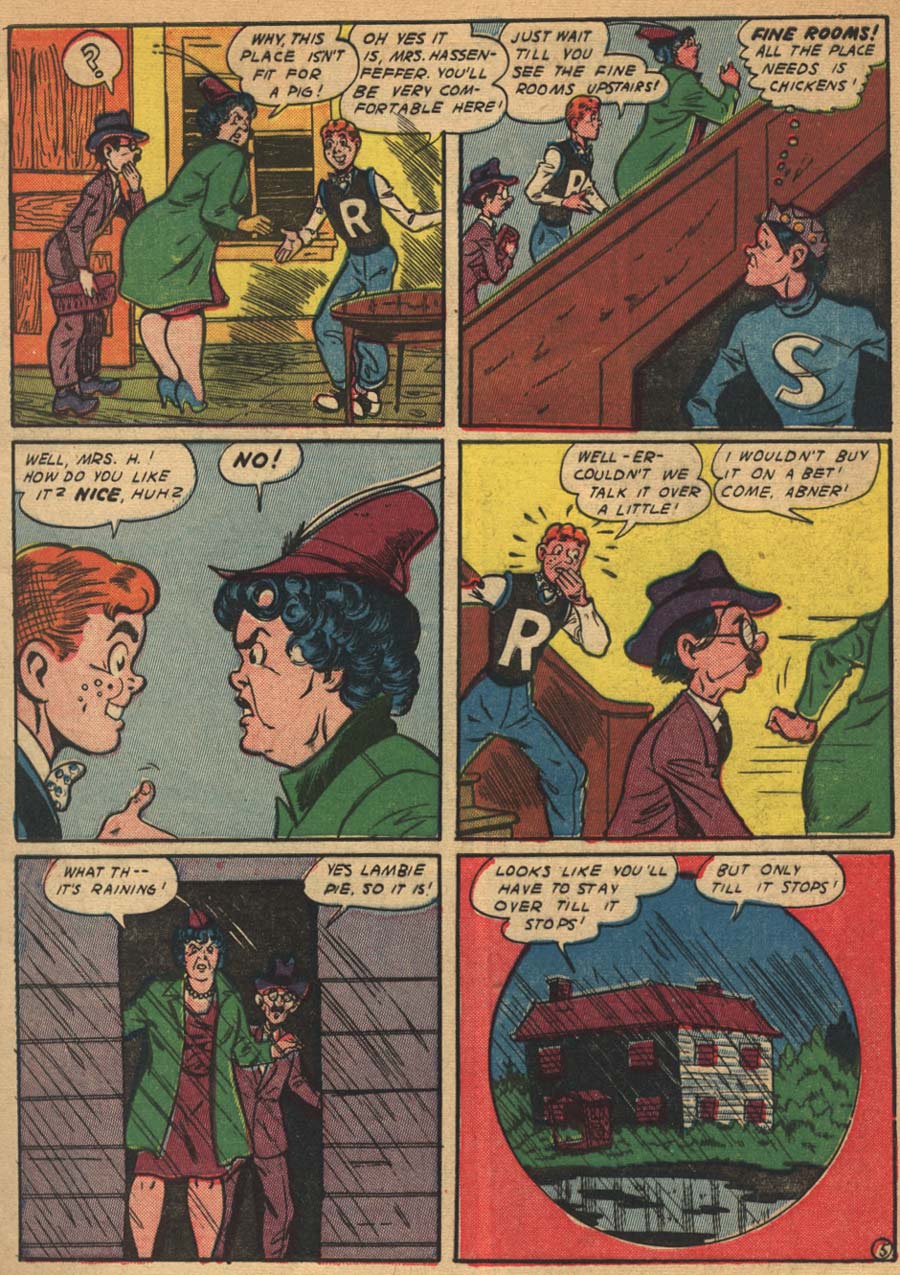 ?
WHY, THIS
PLACE ISN'T
FIT FOR
A PIG!
OH YES IT
IS, MRS. HASSEN-
FEFFER. YOU'LL
BE VERY COM-
FORTABLE HERE!
R
JUST WAIT
TILL YOU
SEE THE FINE
ROOMS UPSTAIRS!
FINE ROOMS!
ALL THE PLACE
NEEDS IS
CHICKENS!
R
S
WELL, MRS. H.!
HOW DO YOU LIKE
IT? NICE, HUH?
NO!
WELL-ER-
COULDN'T WE
TALK IT OVER
A LITTLE!
I WOULDN'T BUY
IT ON A BET!
COME, ABNER!
R
WHAT TH--
IT'S RAINING!
YES LAMBIE
PIE, SO IT IS!
LOOKS LIKE YOU'LL
HAVE TO STAY
OVER TILL IT
STOPS!
BUT ONLY
TILL IT STOPS!
5